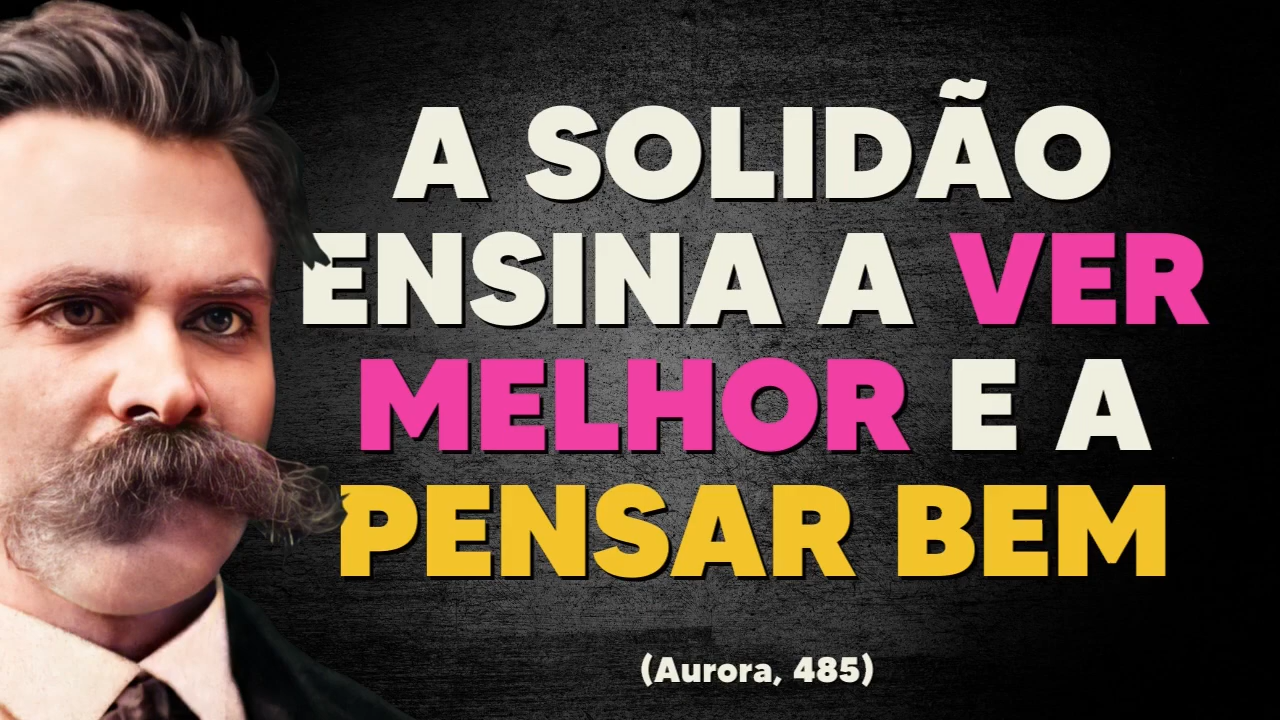 A SOLIDÃO
ENSINA A VER
MELHOR E A
PENSAR BEM
(Aurora, 485)